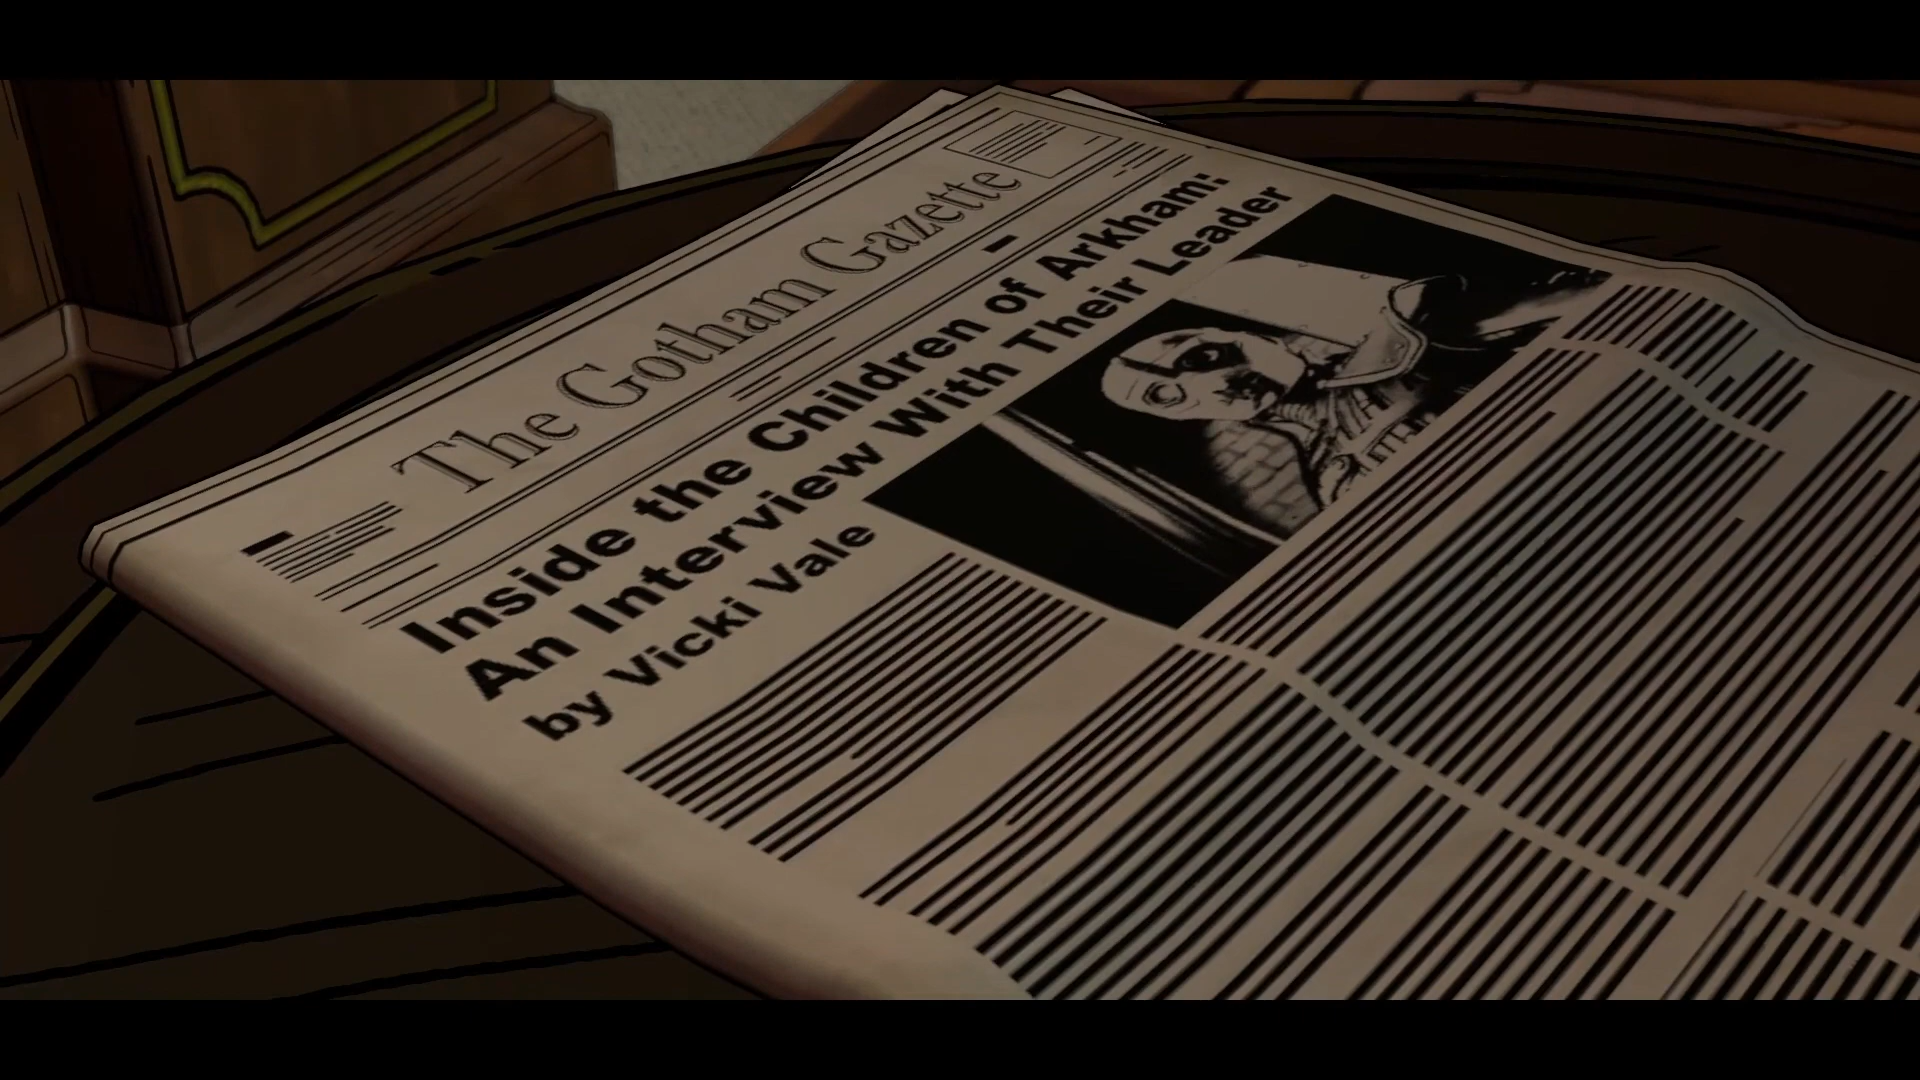 The Gotham Gazette
Inside the Children of Arkham:
An Interview With Their Leader
by Vicki Vale